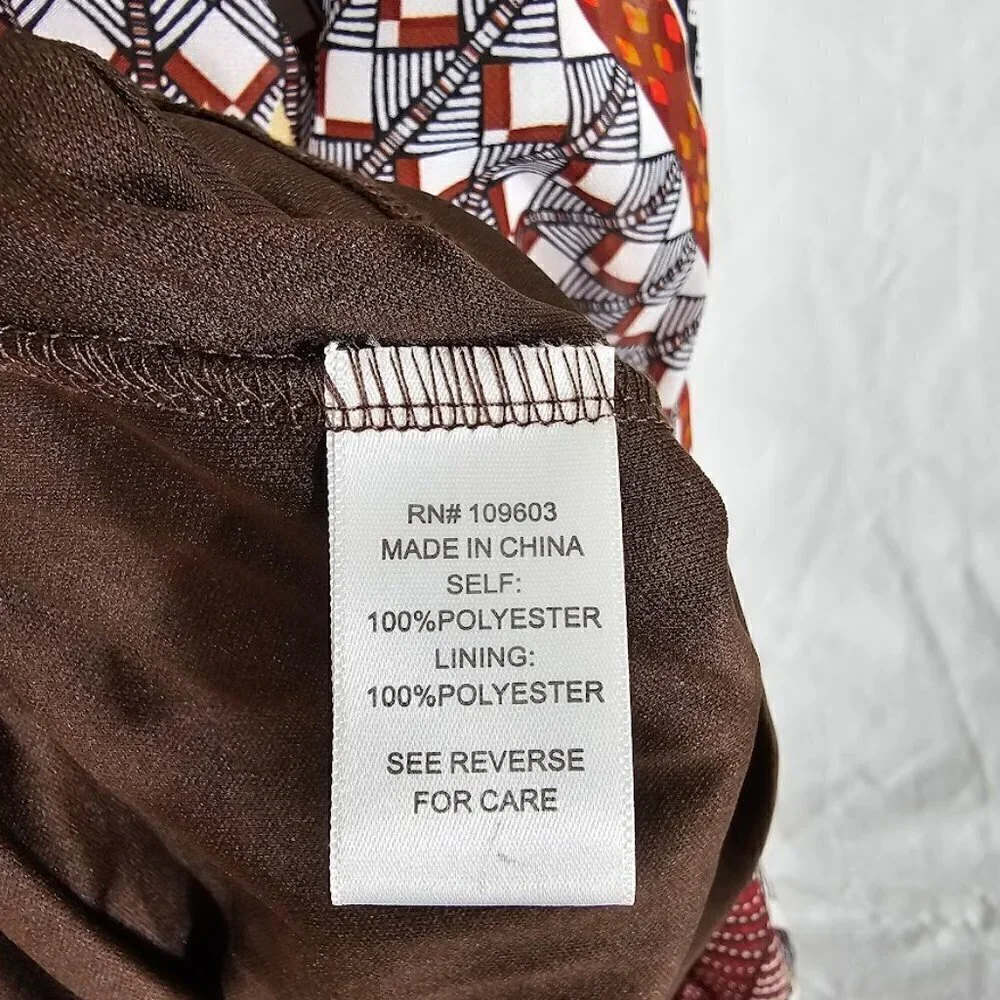 RN# 109603
MADE IN CHINA
SELF:
100%POLYESTER
LINING:
100%POLYESTER
SEE REVERSE
FOR CARE